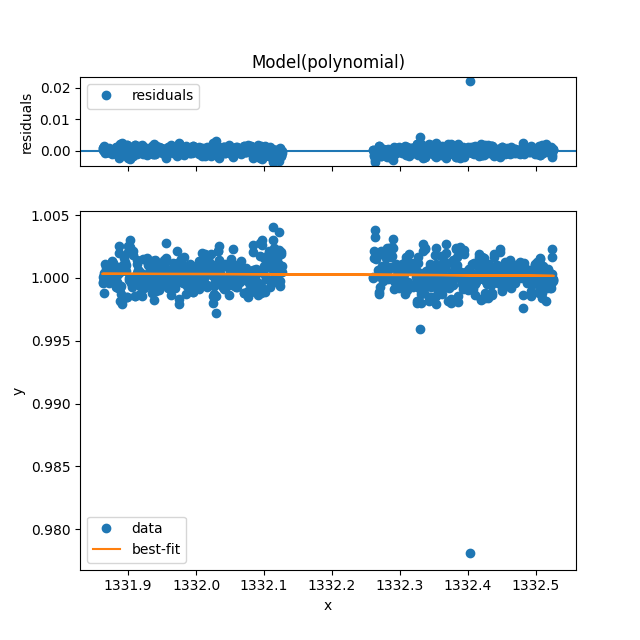 Model(polynomial)
0.02
0.01
0.00
residuals
residuals
1.005
1.000
0.995
0.990
0.985
0.980
y
data
best-fit
1331.9 1332.0 1332.1 1332.2 1332.3 1332.4 1332.5
x